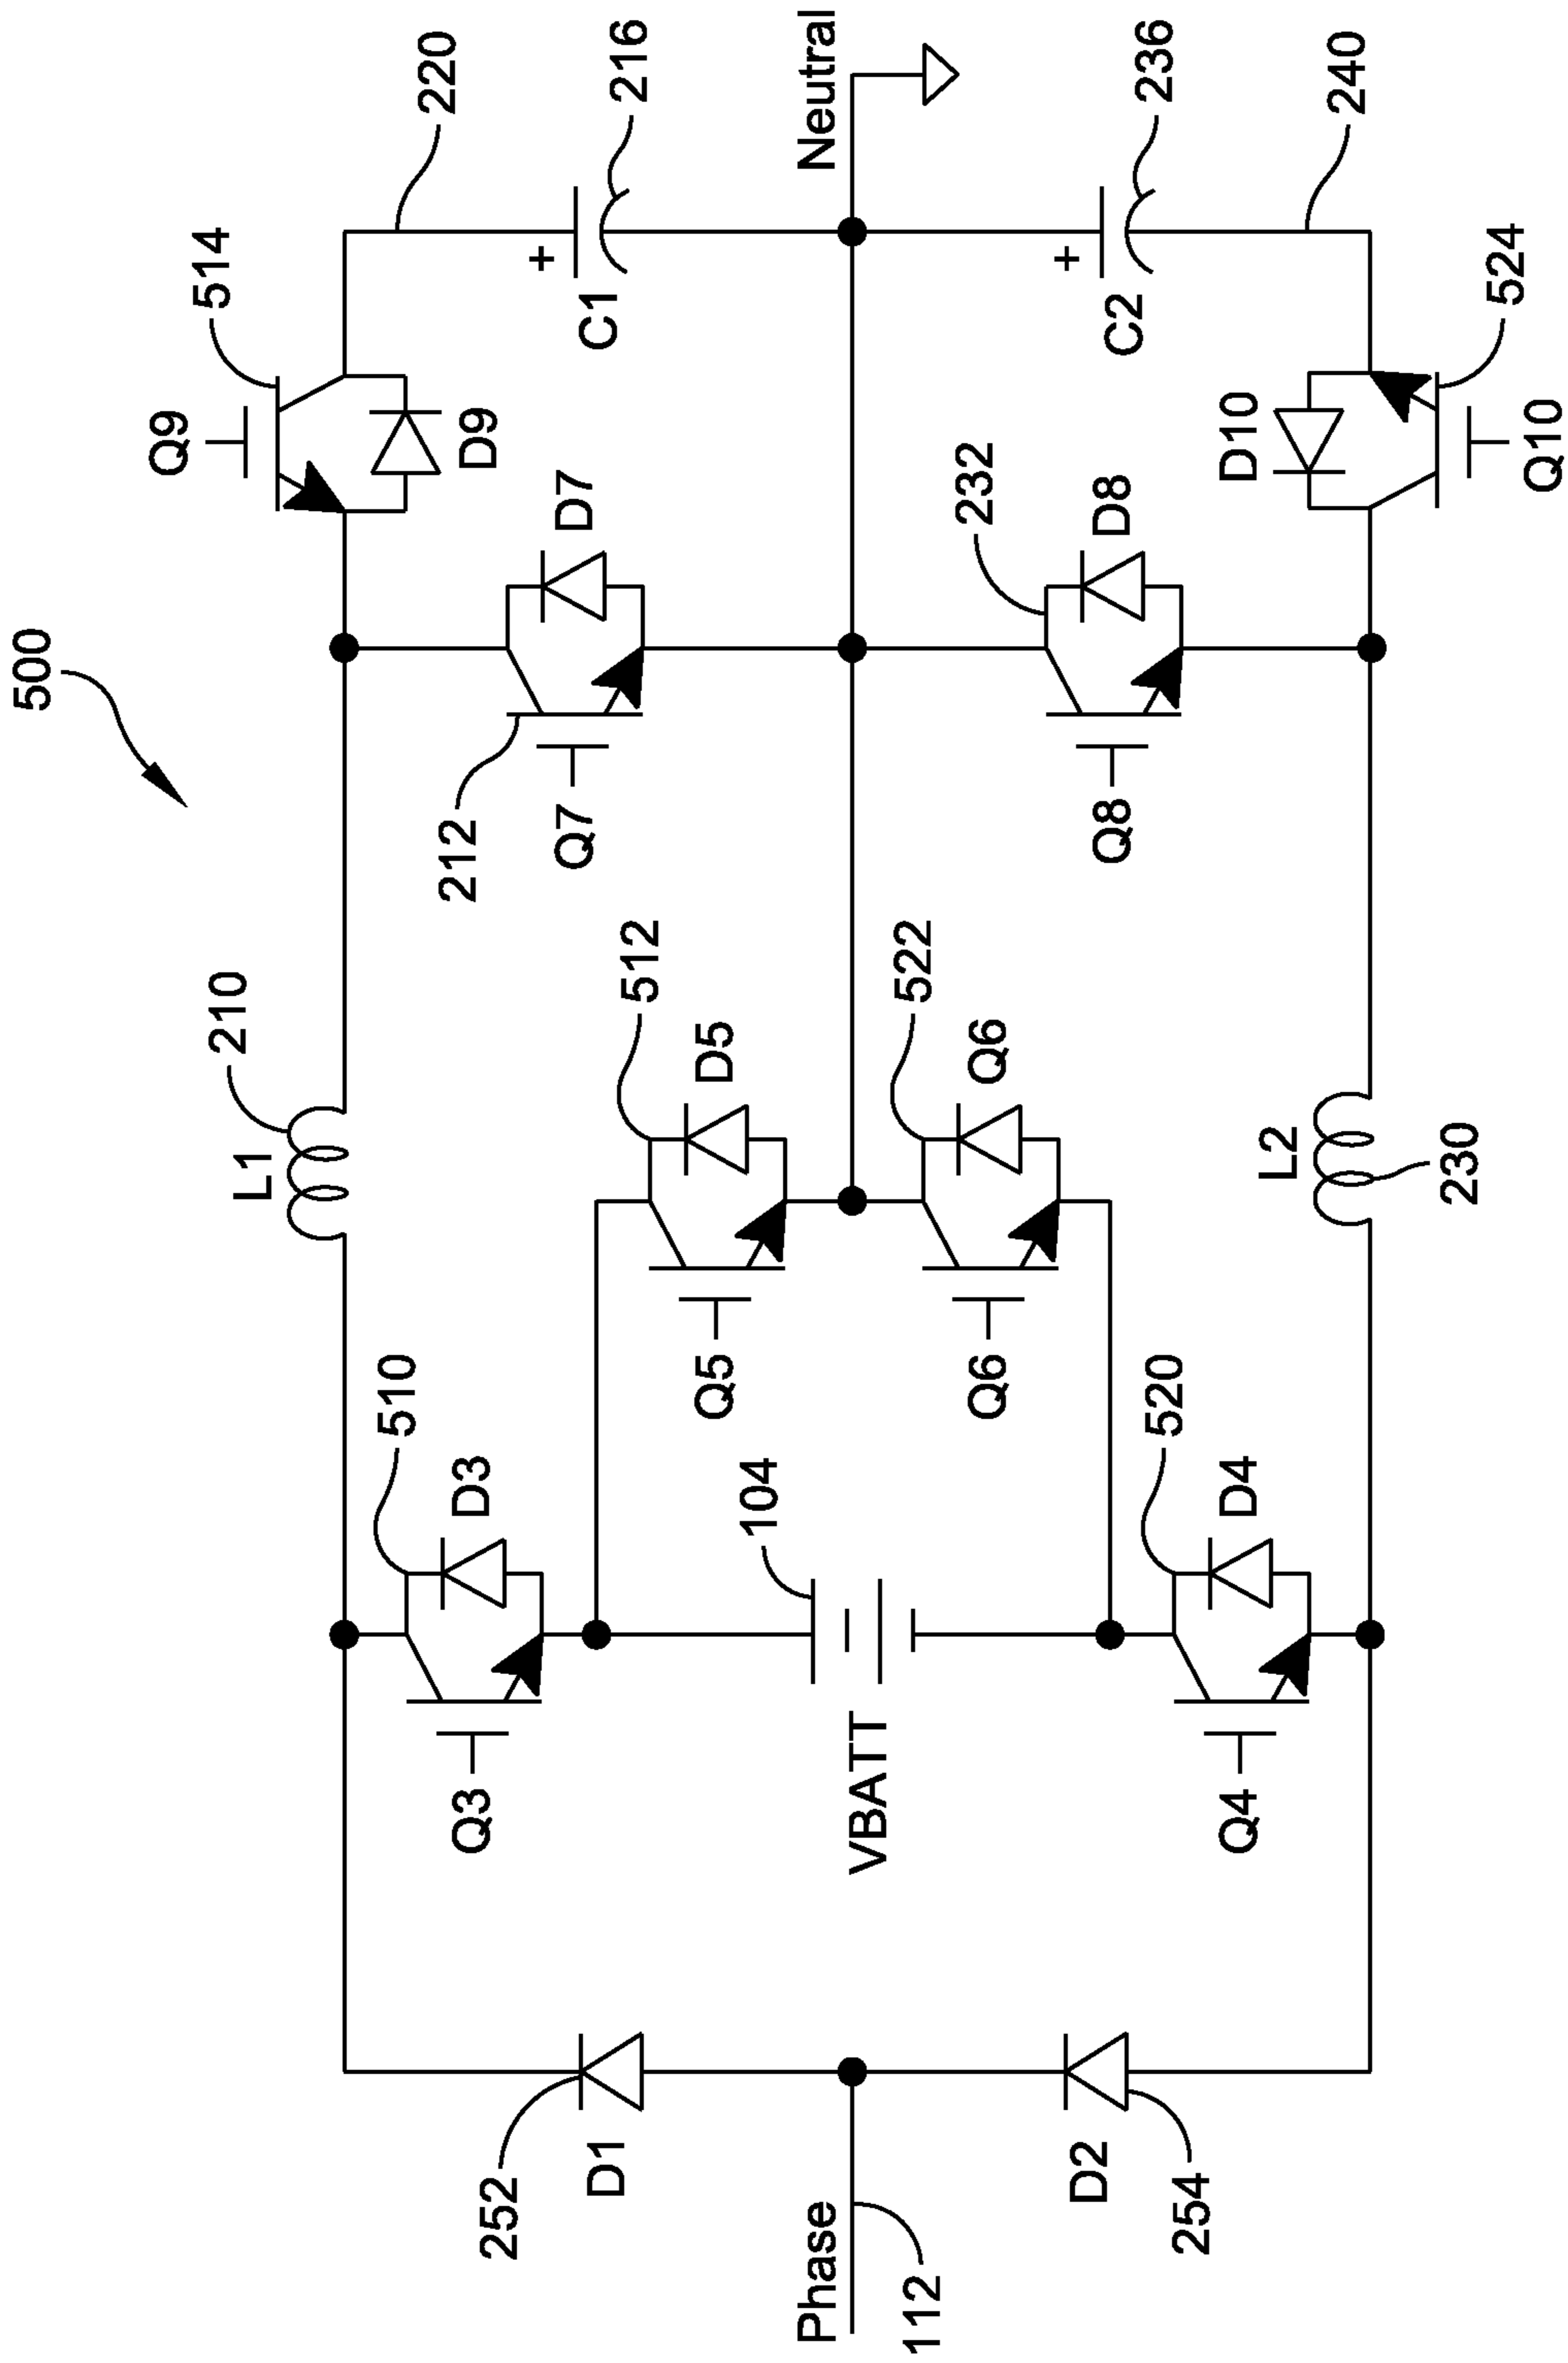 500
Q9
514
D9
220
L1
210
212
Q7
D7
C1
+
216
510
Q3
D3
512
Q5
D5
252
D1
104
VBATT
Phase
112
Neutral
522
Q6
Q6
232
Q8
D8
C2
+
236
D2
254
520
Q4
D4
L2
230
D10
Q10
524
240